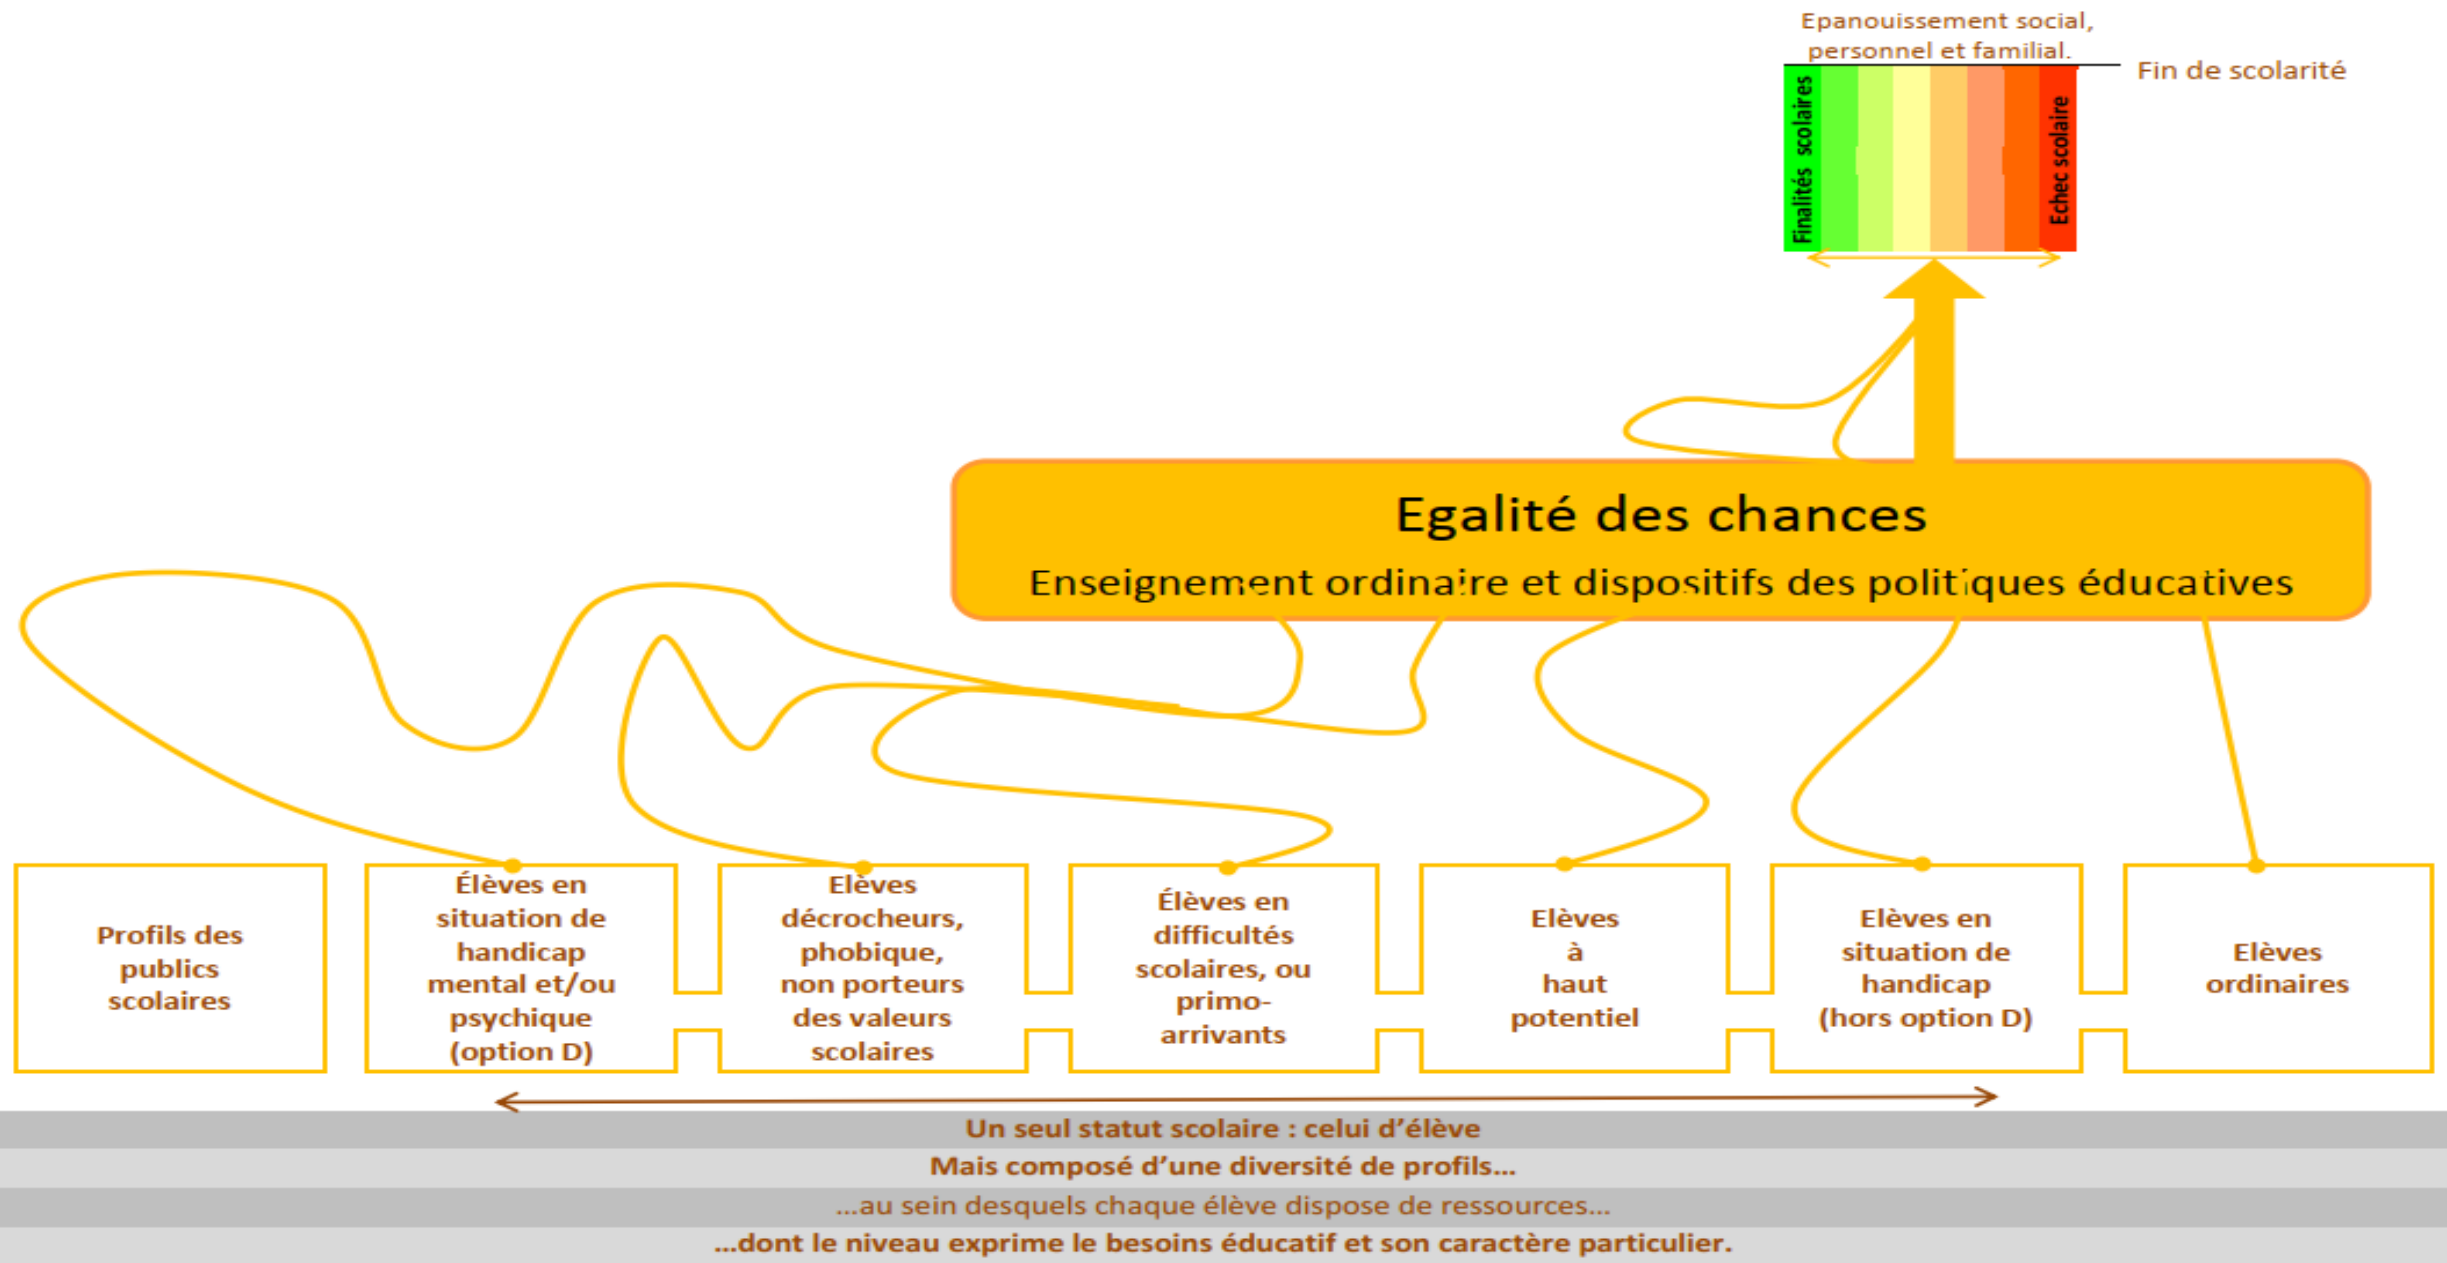 Epanouissement social,
personnel et familial.
Fin de scolarité
Finalités scolaires
Echec scolaire
Egalité des chances
Enseignement ordinaire et dispositifs des politiques éducatives
Profils des
publics
scolaires
Élèves en
situation de
handicap
mental et/ou
psychique
(option D)
Elèves
décrocheurs,
phobique,
non porteurs
des valeurs
scolaires
Élèves en
difficultés
scolaires, ou
primo-
arrivants
Elèves
à
haut
potentiel
Elèves en
situation de
handicap
(hors option D)
Elèves
ordinaires
Un seul statut scolaire : celui d’élève
Mais composé d’une diversité de profils...
...au sein desquels chaque élève dispose de ressources...
...dont le niveau exprime le besoins éducatif et son caractère particulier.